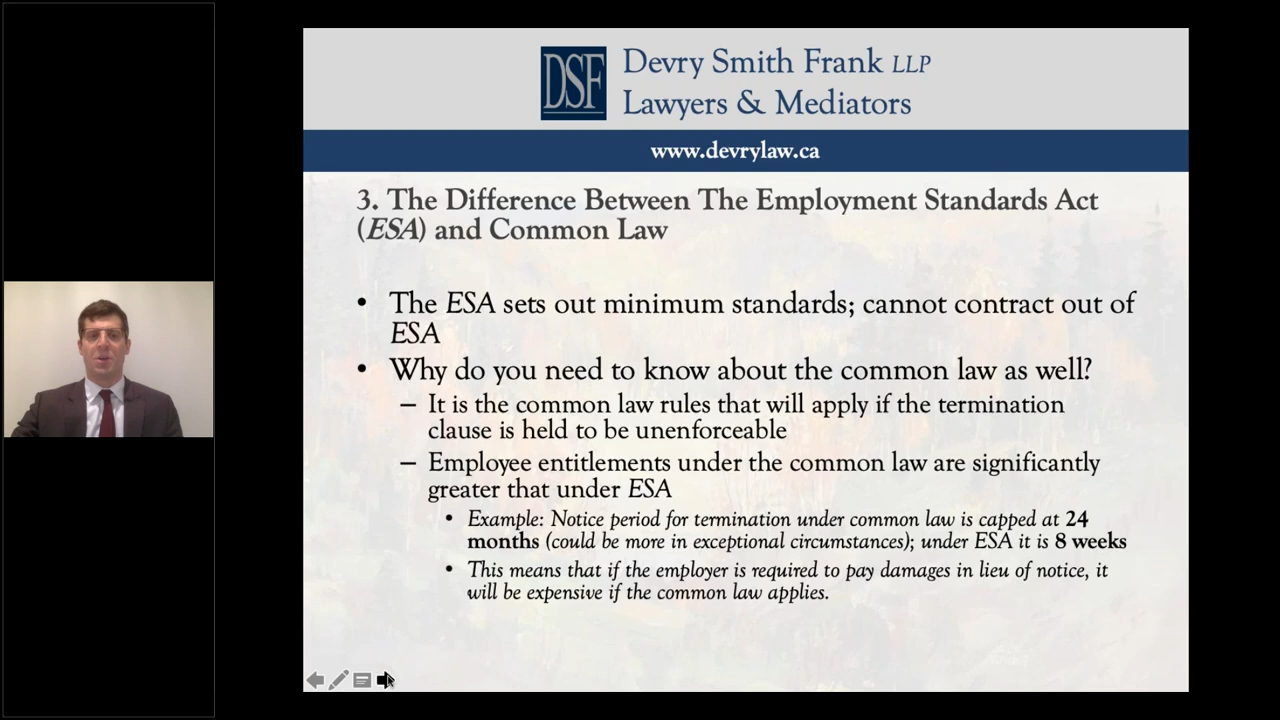 DSF
Devry Smith Frank LLP
Lawyers & Mediators
www.devrylaw.ca
3. The Difference Between The Employment Standards Act
(ESA) and Common Law
• The ESA sets out minimum standards; cannot contract out of
ESA
• Why do you need to know about the common law as well?
– It is the common law rules that will apply if the termination
clause is held to be unenforceable
– Employee entitlements under the common law are significantly
greater that under ESA
• Example: Notice period for termination under common law is capped at 24
months (could be more in exceptional circumstances); under ESA it is 8 weeks
• This means that if the employer is required to pay damages in lieu of notice, it
will be expensive if the common law applies.